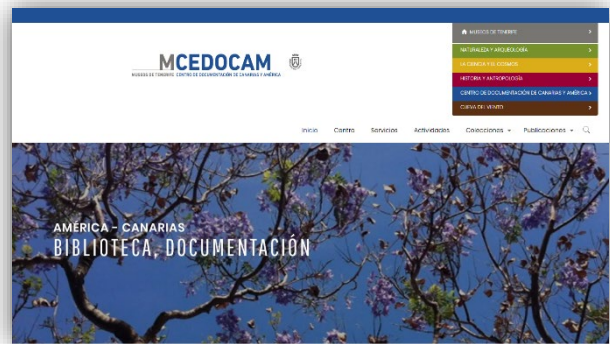 MCEDOCAM
MUSEOS DE TENERIFE CENTRO DE DOCUMENTACIÓN DE CANARIAS Y AMÉRICA
MUSEOS DE TENERIFE
NATURALEZA Y ARQUEOLOGÍA
LA CIENCIA Y EL COSMOS
HISTORIA Y ANTROPOLOGÍA
CENTRO DE DOCUMENTACIÓN DE CANARIAS Y AMÉRICA
CUEVA DEL VIENTO
Inicio Centro Servicios Actividades Colecciones Publicaciones
AMÉRICA - CANARIAS
BIBLIOTECA, DOCUMENTACIÓN